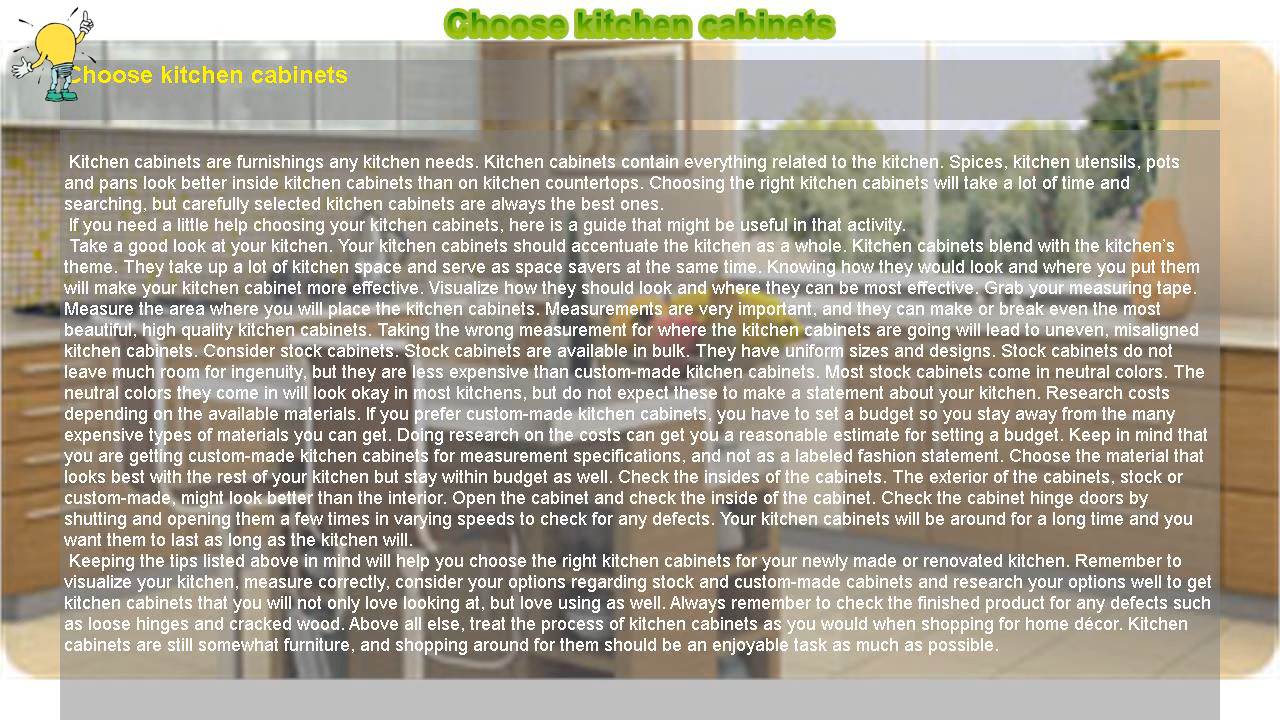 Choose kitchen cabinets
Choose kitchen cabinets
Kitchen cabinets are furnishings any kitchen needs. Kitchen cabinets contain everything related to the kitchen. Spices, kitchen utensils, pots
and pans look better inside kitchen cabinets than on kitchen countertops. Choosing the right kitchen cabinets will take a lot of time and
searching, but carefully selected kitchen cabinets are always the best ones.
If you need a little help choosing your kitchen cabinets, here is a guide that might be useful in that activity.
Take a good look at your kitchen. Your kitchen cabinets should accentuate the kitchen as a whole. Kitchen cabinets blend with the kitchen's
theme. They take up a lot of kitchen space and serve as space savers at the same time. Knowing how they would look and where you put them
will make your kitchen cabinet more effective. Visualize how they should look and where they can be most effective. Grab your measuring tape.
Measure the area where you will place the kitchen cabinets. Measurements are very important, and they can make or break even the most
beautiful, high quality kitchen cabinets. Taking the wrong measurement for where the kitchen cabinets are going will lead to uneven, misaligned
kitchen cabinets. Consider stock cabinets. Stock cabinets are available in bulk. They have uniform sizes and designs. Stock cabinets do not
leave much room for ingenuity, but they are less expensive than custom-made kitchen cabinets. Most stock cabinets come in neutral colors. The
neutral colors they come in will look okay in most kitchens, but do not expect these to make a statement about your kitchen. Research costs
depending on the available materials. If you prefer custom-made kitchen cabinets, you have to set a budget so you stay away from the many
expensive types of materials you can get. Doing research on the costs can get you a reasonable estimate for setting a budget. Keep in mind that
you are getting custom-made kitchen cabinets for measurement specifications, and not as a labeled fashion statement. Choose the material that
looks best with the rest of your kitchen but stay within budget as well. Check the insides of the cabinets. The exterior of the cabinets, stock or
custom-made, might look better than the interior. Open the cabinet and check the inside of the cabinet. Check the cabinet hinge doors by
shutting and opening them a few times in varying speeds to check for any defects. Your kitchen cabinets will be around for a long time and you
want them to last as long as the kitchen will.
Keeping the tips listed above in mind will help you choose the right kitchen cabinets for your newly made or renovated kitchen. Remember to
visualize your kitchen, measure correctly, consider your options regarding stock and custom-made cabinets and research your options well to get
kitchen cabinets that you will not only love looking at, but love using as well. Always remember to check the finished product for any defects such
as loose hinges and cracked wood. Above all else, treat the process of kitchen cabinets as you would when shopping for home décor. Kitchen
cabinets are still somewhat furniture, and shopping around for them should be an enjoyable task as much as possible.